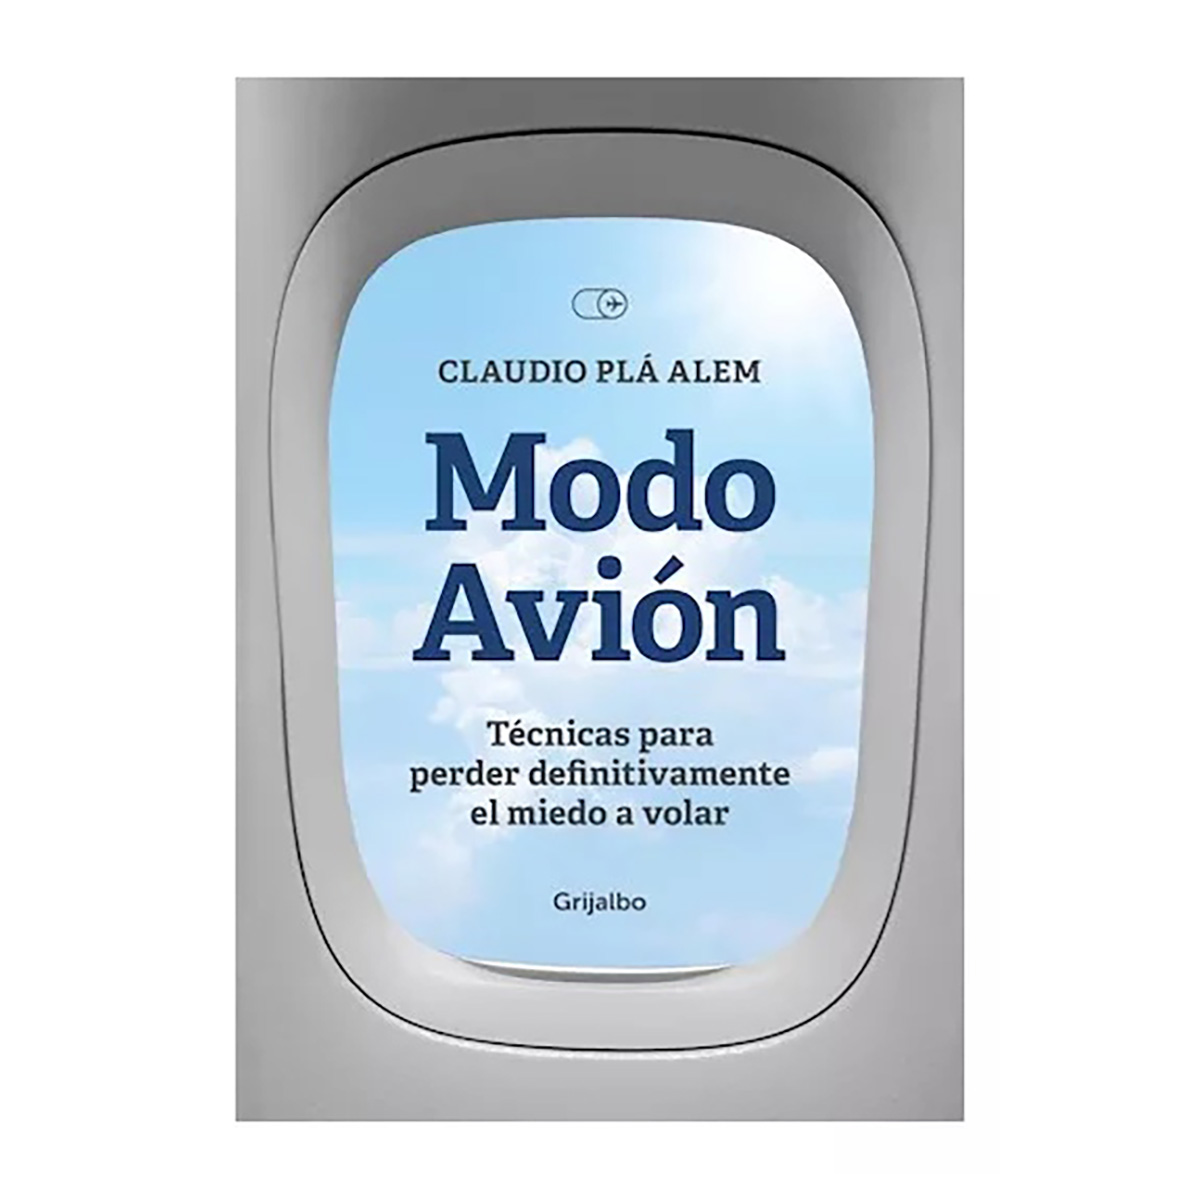 CLAUDIO PLÁ ALEM
Modo
Avión
Técnicas para
perder definitivamente
el miedo a volar
Grijalbo